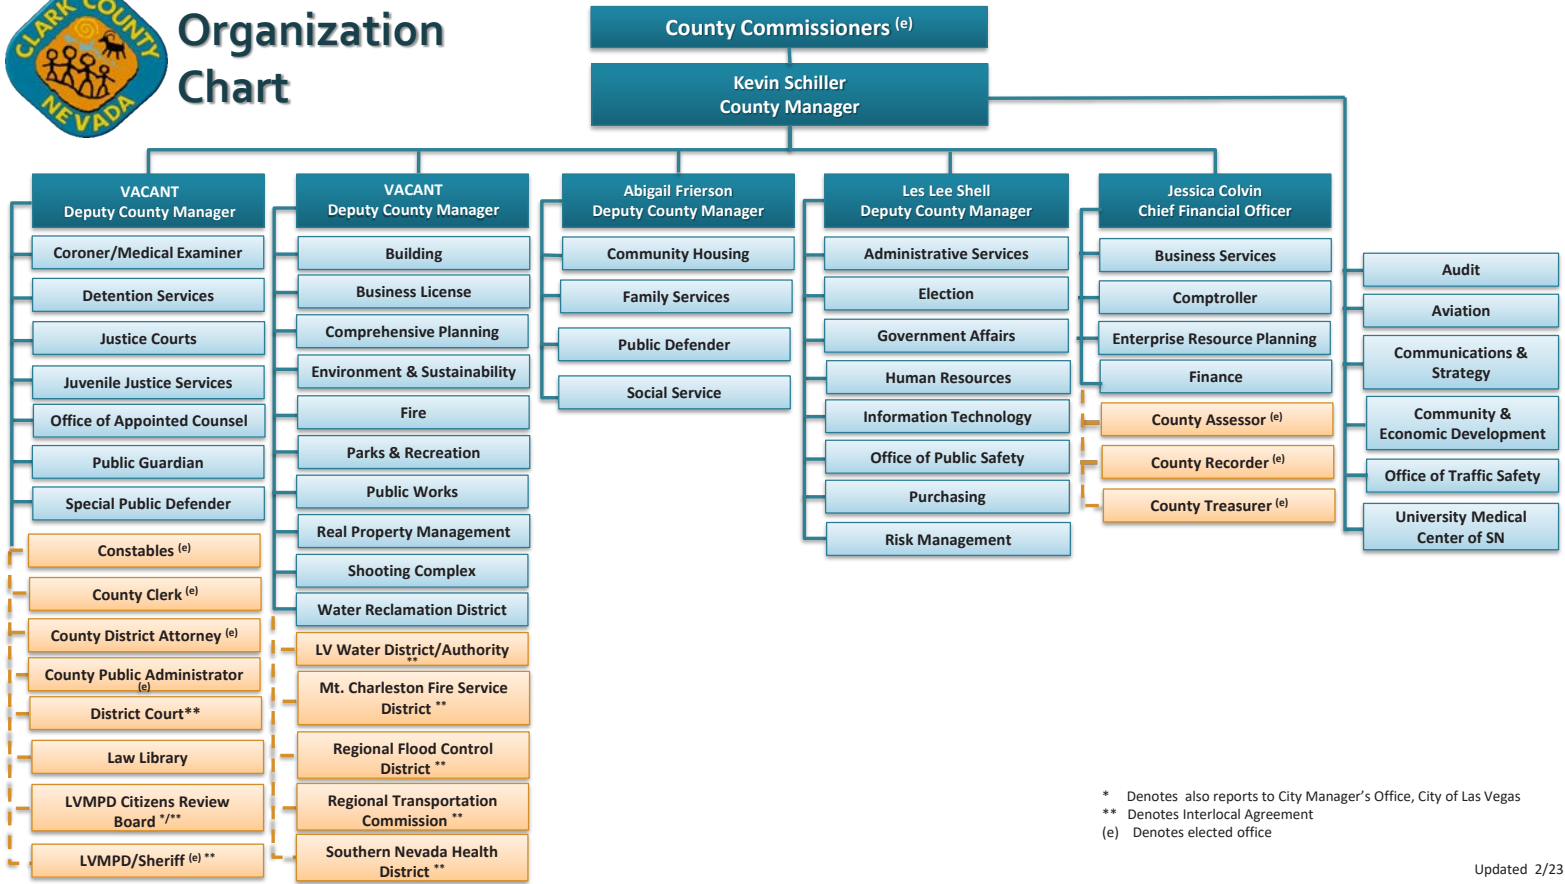 CLARK COUNTY
NEVADA
Organization
Chart
County Commissioners (e)
Kevin Schiller
County Manager
VACANT
Deputy County Manager
Coroner/Medical Examiner
Detention Services
Justice Courts
Juvenile Justice Services
Office of Appointed Counsel
Public Guardian
Special Public Defender
Constables (e)
County Clerk (e)
County District Attorney (e)
County Public Administrator
(e)
District Court**
Law Library
LVMPD Citizens Review
Board */**
LVMPD/Sheriff (e) **
VACANT
Deputy County Manager
Building
Business License
Comprehensive Planning
Environment & Sustainability
Fire
Parks & Recreation
Public Works
Real Property Management
Shooting Complex
Water Reclamation District
LV Water District/Authority
**
Mt. Charleston Fire Service
District **
Regional Flood Control
District **
Regional Transportation
Commission **
Southern Nevada Health
District **
Abigail Frierson
Deputy County Manager
Community Housing
Family Services
Public Defender
Social Service
Les Lee Shell
Deputy County Manager
Administrative Services
Election
Government Affairs
Human Resources
Information Technology
Office of Public Safety
Purchasing
Risk Management
Jessica Colvin
Chief Financial Officer
Business Services
Comptroller
Enterprise Resource Planning
Finance
County Assessor (e)
County Recorder (e)
County Treasurer (e)
Audit
Aviation
Communications &
Strategy
Community &
Economic Development
Office of Traffic Safety
University Medical
Center of SN
* Denotes also reports to City Manager's Office, City of Las Vegas
** Denotes Interlocal Agreement
(e) Denotes elected office
Updated 2/23